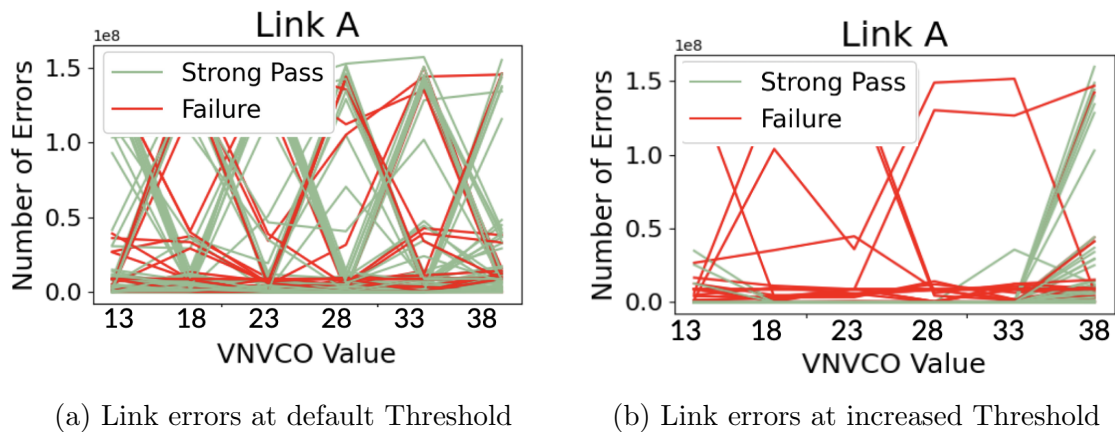 Link A
1e8
Number of Errors
1.5
1.0
0.5
0.0
Strong Pass
Failure
13 18 23 28 33 38
VNVCO Value
(a) Link errors at default Threshold
Link A
1e8
Number of Errors
1.5
1.0
0.5
0.0
Strong Pass
Failure
13 18 23 28 33 38
VNVCO Value
(b) Link errors at increased Threshold